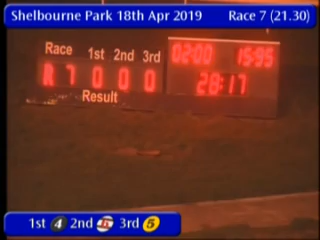 Shelbourne Park 18th Apr 2019 Race 7 (21.30)
Race 1st 2nd 3rd 02:00 15:95
R 7 0 0 0 28:17
Result
1st 4 2nd 6 3rd 5